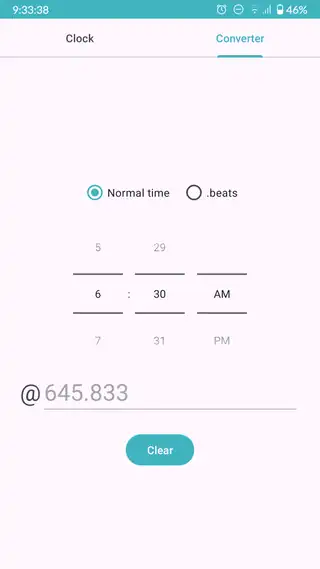 9:33:38 46%
Clock Converter
Normal time .beats
5 29
6 : 30 AM
7 31 PM
@ 645.833
Clear